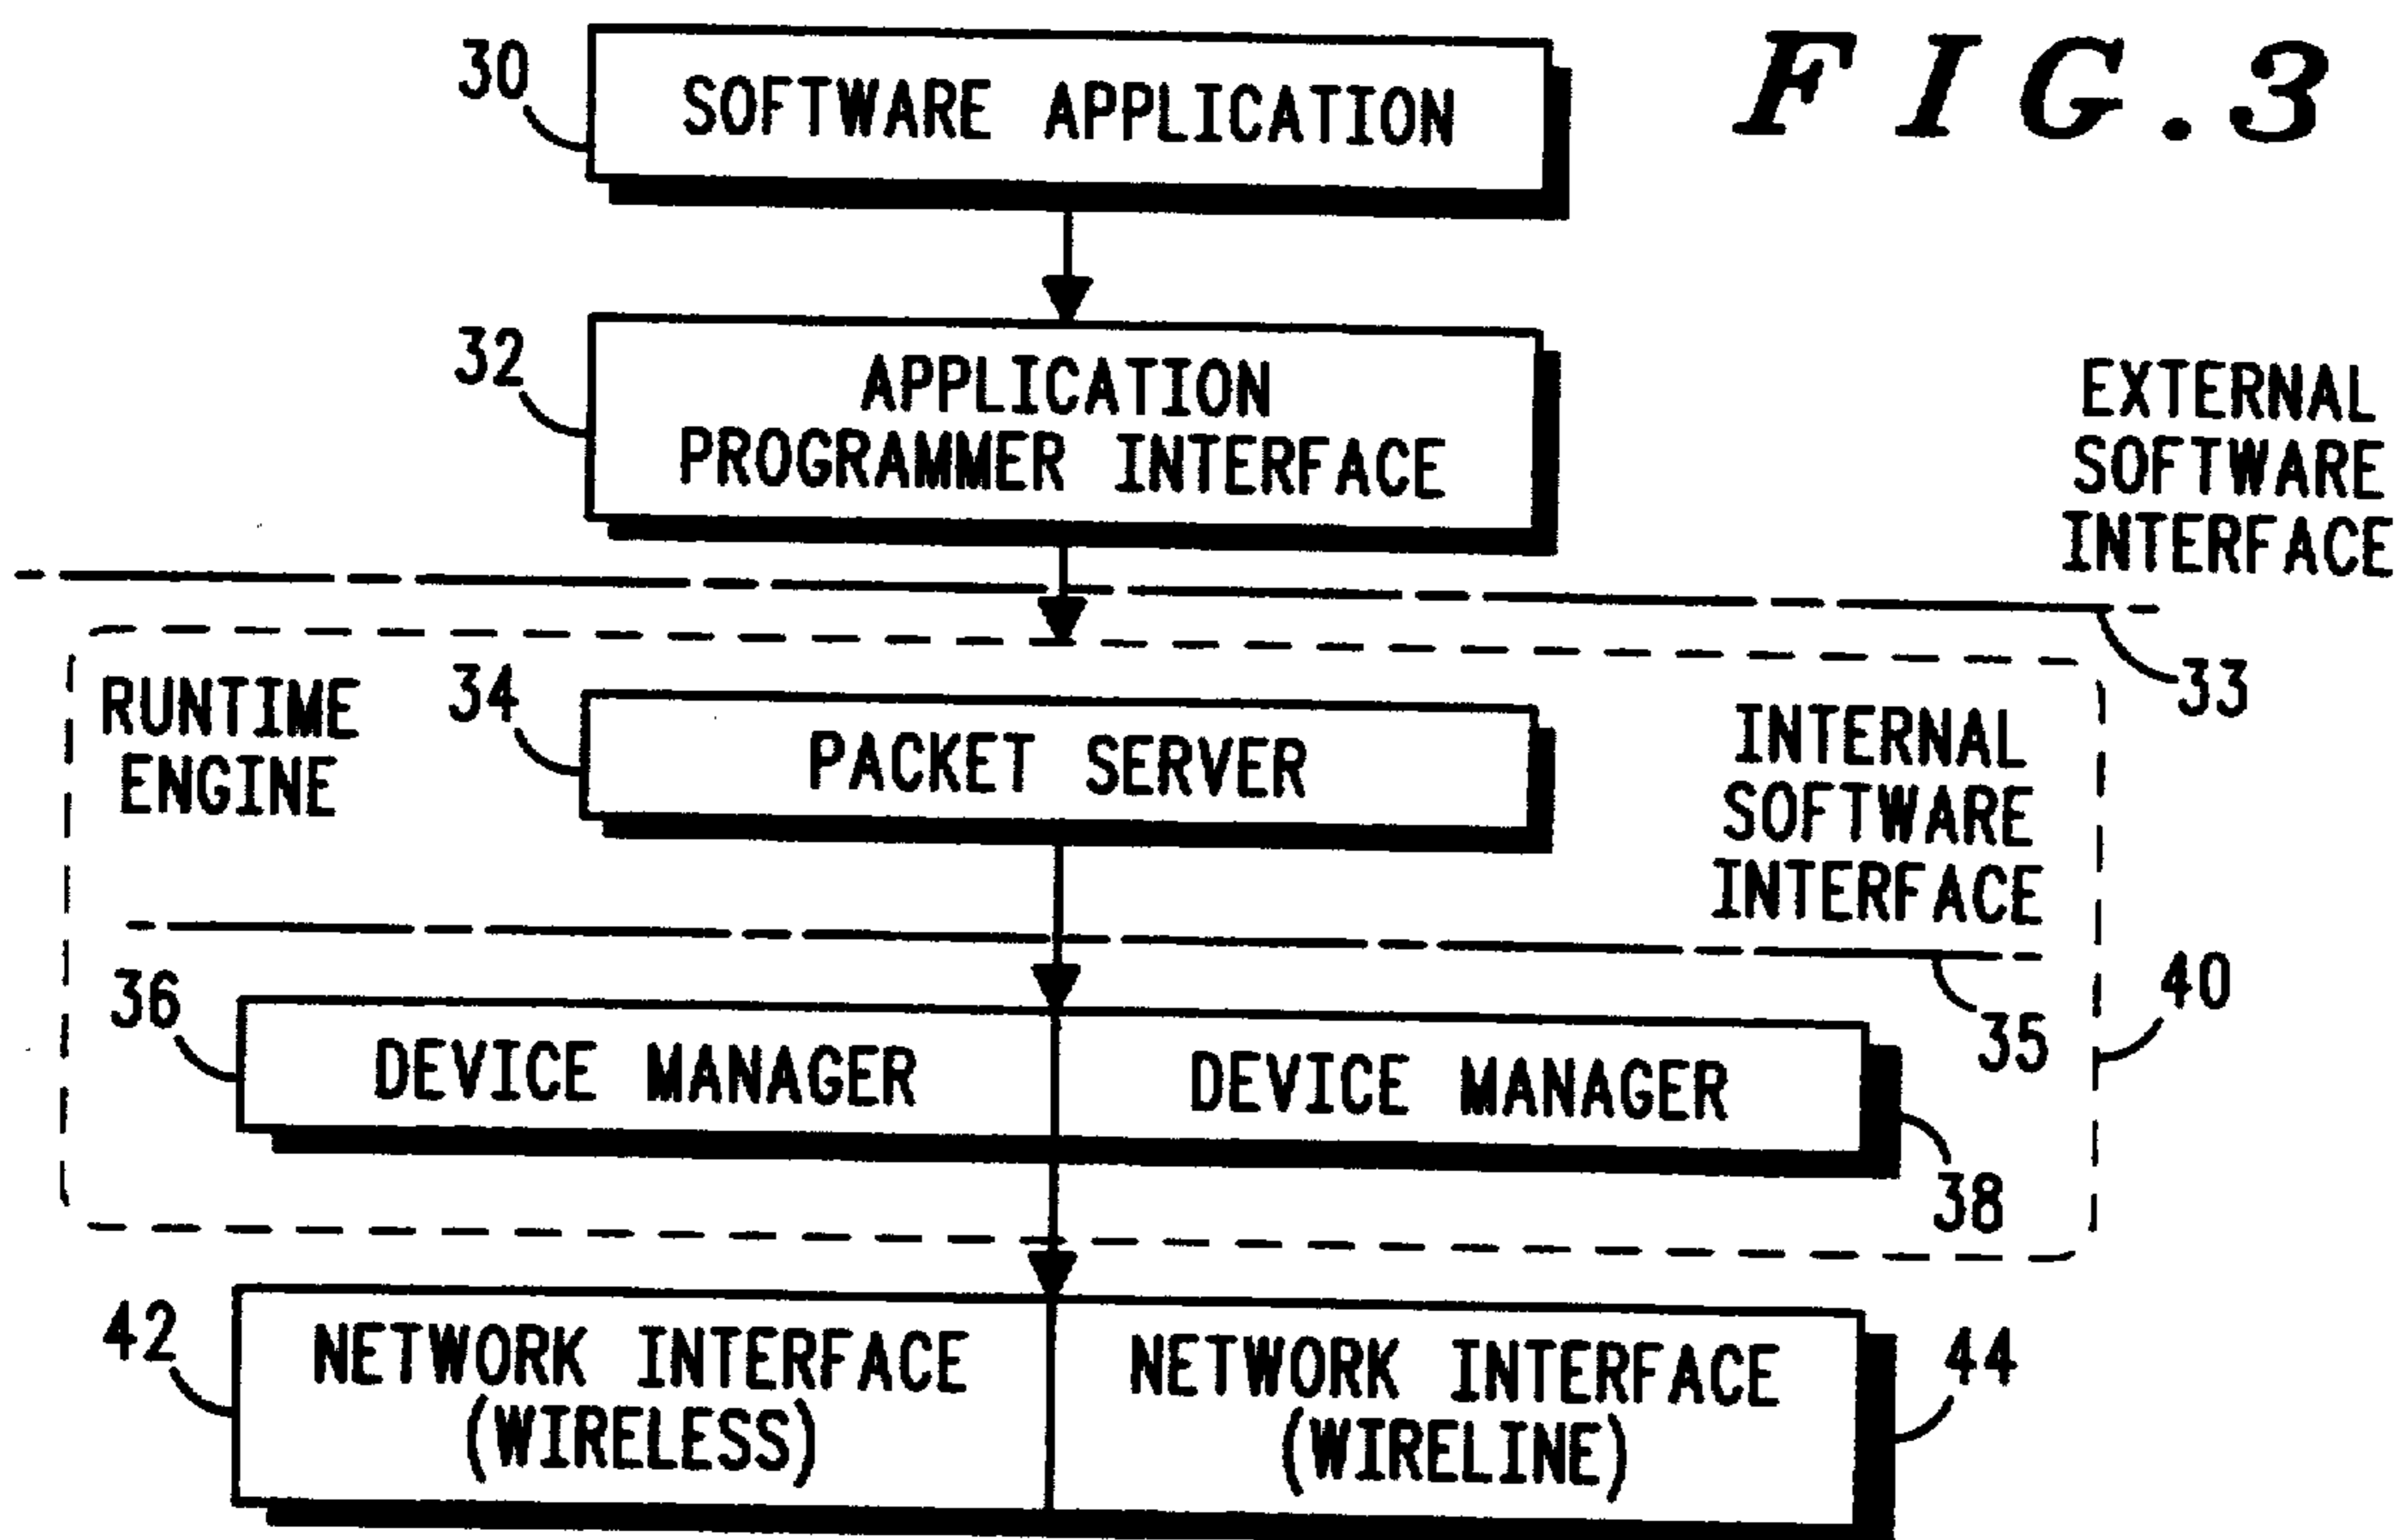 FIG.3
30
SOFTWARE APPLICATION
32
APPLICATION
PROGRAMMER INTERFACE
EXTERNAL
SOFTWARE
INTERFACE
33
RUNTIME
ENGINE
34
PACKET SERVER
INTERNAL
SOFTWARE
INTERFACE
35
40
36
DEVICE MANAGER
DEVICE MANAGER
38
42
NETWORK INTERFACE
(WIRELESS)
NETWORK INTERFACE
(WIRELINE)
44